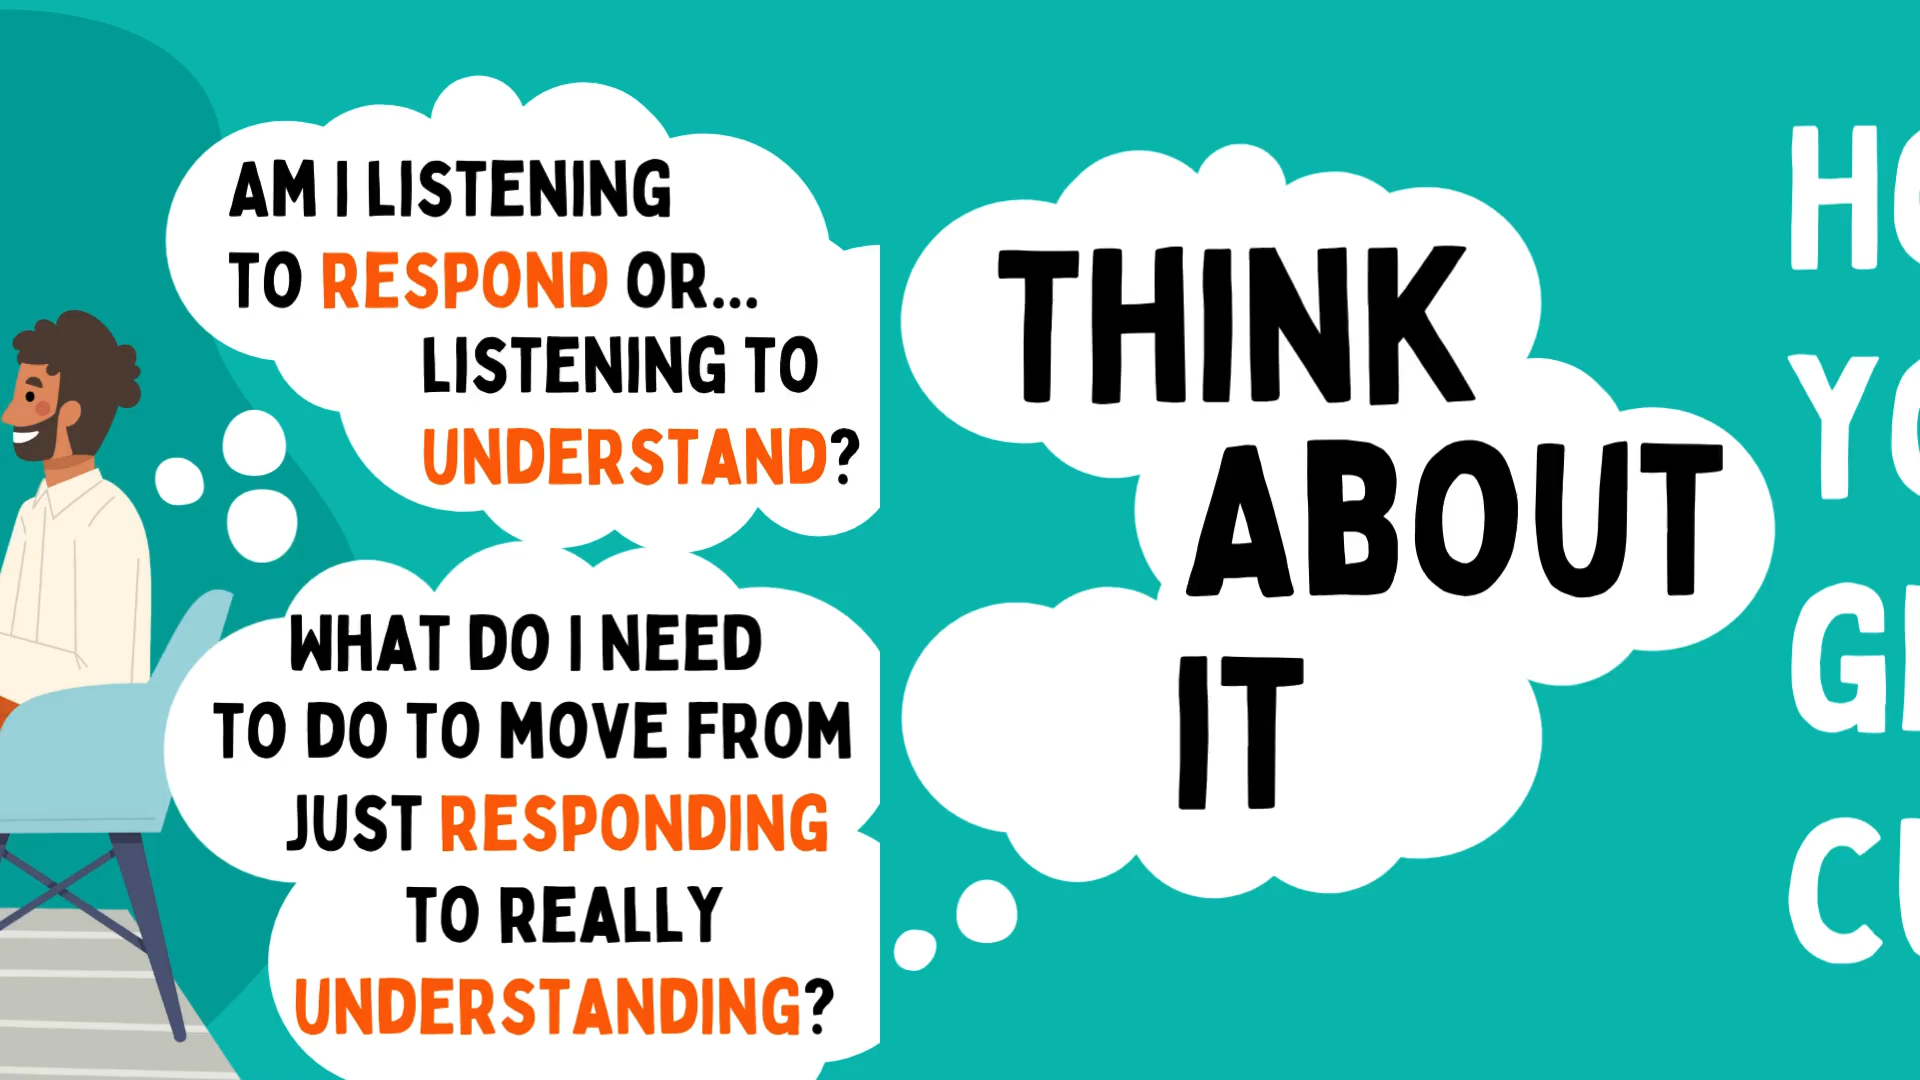 AM I LISTENING
TO RESPOND OR...
LISTENING TO
UNDERSTAND?
WHAT DO I NEED
TO DO TO MOVE FROM
JUST RESPONDING
TO REALLY
UNDERSTANDING?
THINK
ABOUT
IT